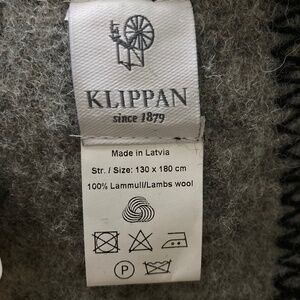 KLIPPAN
since 1879
Made in Latvia
Str. / Size: 130 x 180 cm
100% Lammull/Lambs wool
P